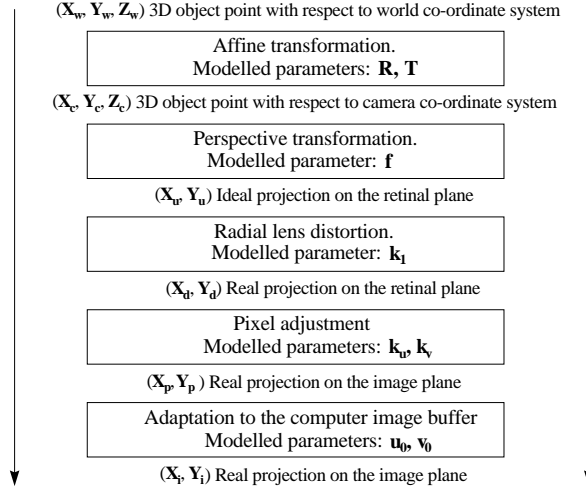 (Xw, Yw, Zw) 3D object point with respect to world co-ordinate system
Affine transformation.
Modelled parameters: R, T
(Xc, Yc, Zc) 3D object point with respect to camera co-ordinate system
Perspective transformation.
Modelled parameter: f
(Xu, Yu) Ideal projection on the retinal plane
Radial lens distortion.
Modelled parameter: k1
(Xd, Yd) Real projection on the retinal plane
Pixel adjustment
Modelled parameters: ku, kv
(Xp, Yp ) Real projection on the image plane
Adaptation to the computer image buffer
Modelled parameters: u0, v0
(Xi, Yi) Real projection on the image plane